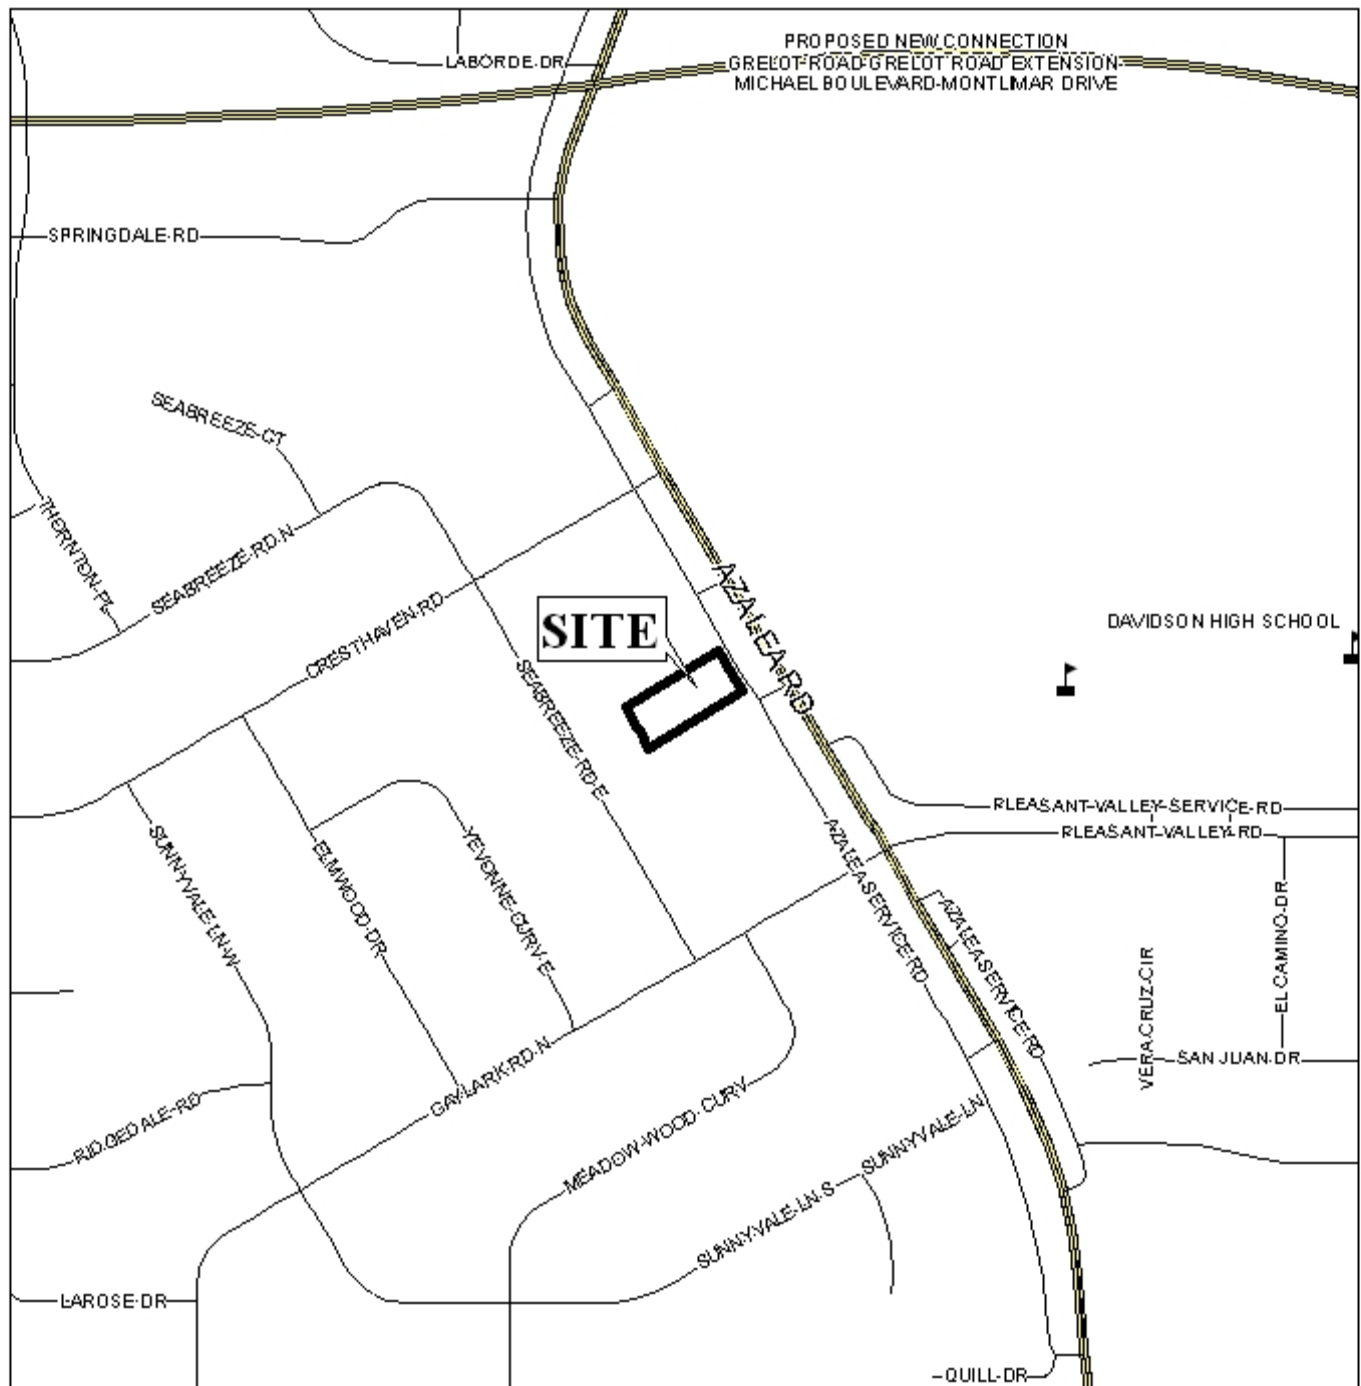 PROPOSED NEW CONNECTION
LABORDE-DR
GRELOT ROAD-GRELOT ROAD EXTENSION
MICHAEL BOULEVARD-MONTLIMAR DRIVE
SPRINGDALE-RD
SEABREEZE-CT
THORNTON-PL
SEABREEZE-RD-N
CRESTHAVEN-RD
SITE
AZALEA-RD
DAVIDSON HIGH SCHOOL
SEABREEZE-RD-E
PLEASANT-VALLEY-SERVICE-RD
PLEASANT-VALLEY-RD
SUNNYVALE-LN-W
ELMWOOD-DR
YEVONNE-CURV-E
AZALEA SERVICE-RD
AZALEA SERVICE-RD
EL CAMINO-DR
VERA CRUZ-CIR
SAN JUAN-DR
GAYLARK RD-N
RIDGEDALE-RD
MEADOW-WOOD-CURV
SUNNYVALE-LN
SUNNYVALE-LN-S
LAROSE-DR
QUILL-DR